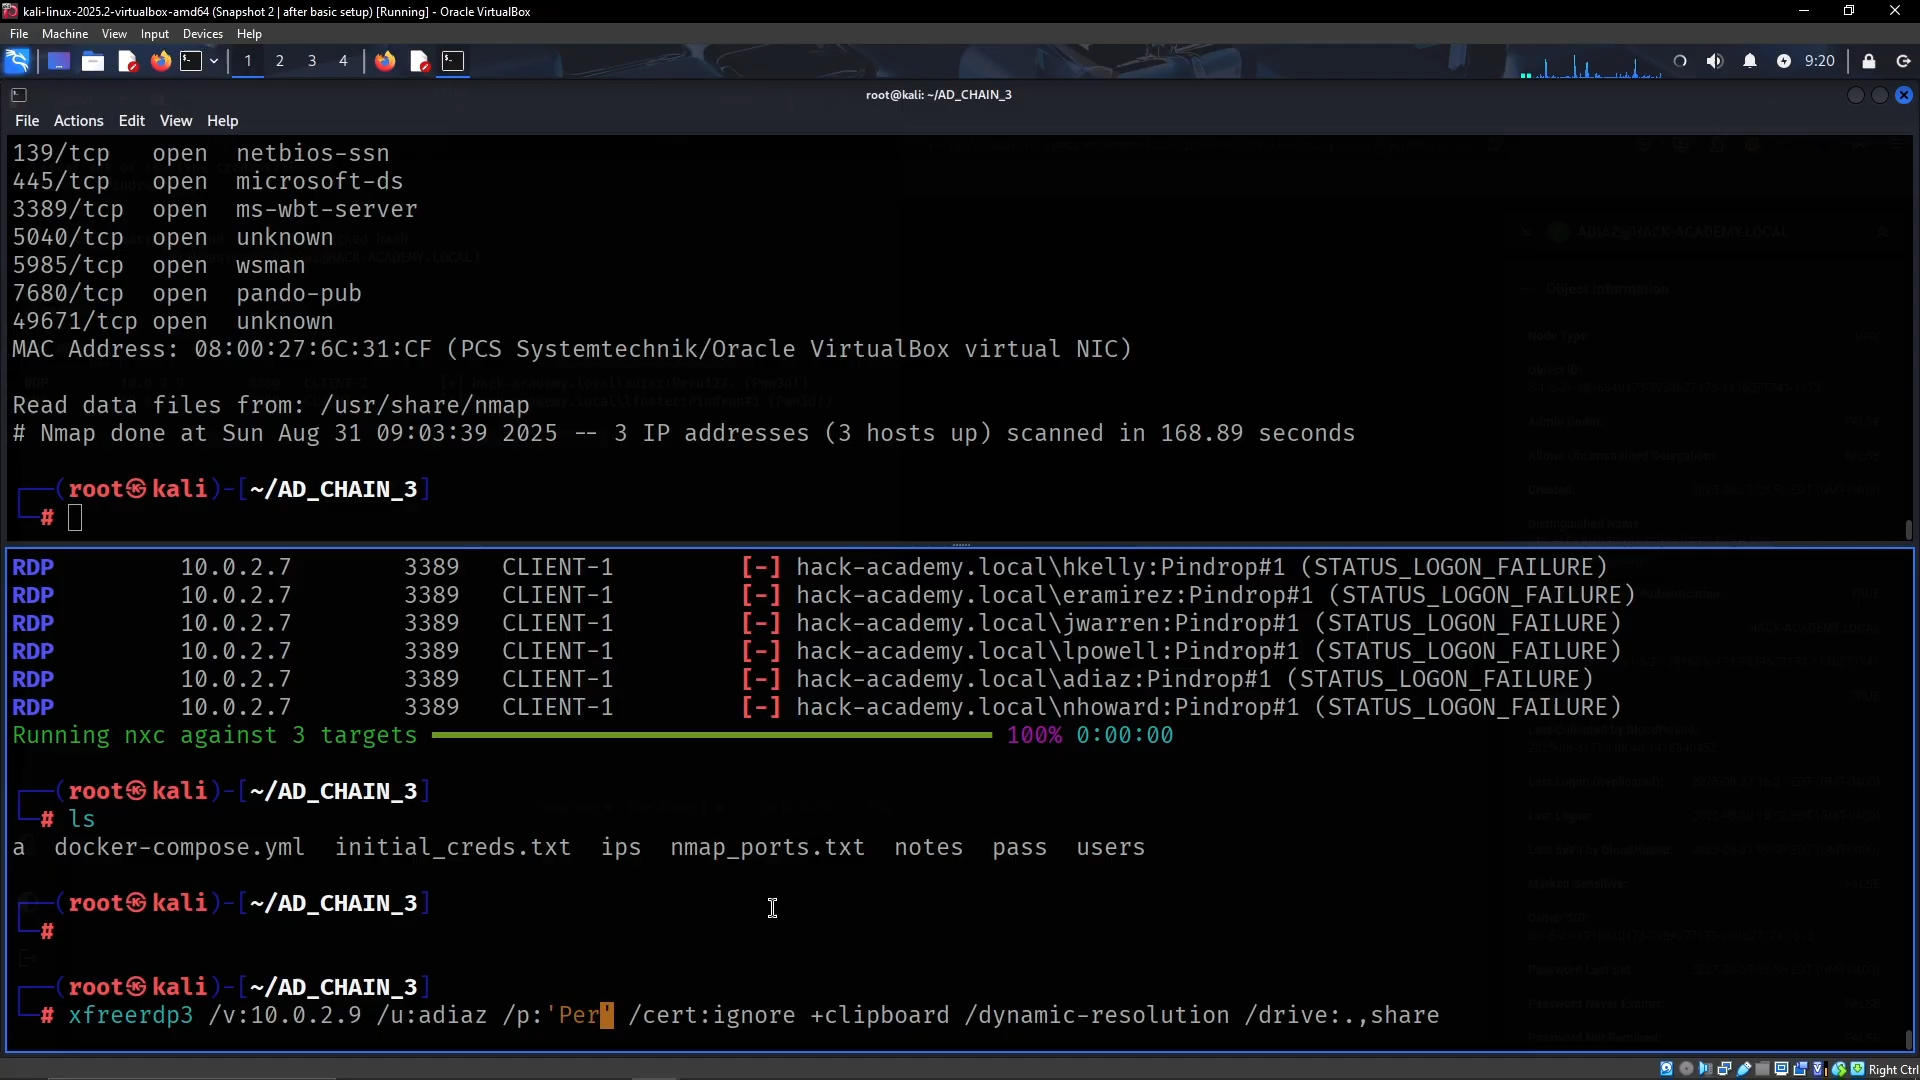 kali-linux-2025.2-virtualbox-amd64 (Snapshot 2 | after basic setup) [Running] - Oracle VirtualBox
File Machine View Input Devices Help
1 2 3 4 9:20
root@kali: ~/AD_CHAIN_3
File Actions Edit View Help
139/tcp open netbios-ssn
445/tcp open microsoft-ds
3389/tcp open ms-wbt-server
5040/tcp open unknown
5985/tcp open wsman
7680/tcp open pando-pub
49671/tcp open unknown
MAC Address: 08:00:27:6C:31:CF (PCS Systemtechnik/Oracle VirtualBox virtual NIC)
Read data files from: /usr/share/nmap
# Nmap done at Sun Aug 31 09:03:39 2025 -- 3 IP addresses (3 hosts up) scanned in 168.89 seconds
┌──(root㉿kali)-[~/AD_CHAIN_3]
└─#
RDP 10.0.2.7 3389 CLIENT-1 [-] hack-academy.local\hkelly:Pindrop#1 (STATUS_LOGON_FAILURE)
RDP 10.0.2.7 3389 CLIENT-1 [-] hack-academy.local\eramirez:Pindrop#1 (STATUS_LOGON_FAILURE)
RDP 10.0.2.7 3389 CLIENT-1 [-] hack-academy.local\jwarren:Pindrop#1 (STATUS_LOGON_FAILURE)
RDP 10.0.2.7 3389 CLIENT-1 [-] hack-academy.local\lpowell:Pindrop#1 (STATUS_LOGON_FAILURE)
RDP 10.0.2.7 3389 CLIENT-1 [-] hack-academy.local\adiaz:Pindrop#1 (STATUS_LOGON_FAILURE)
RDP 10.0.2.7 3389 CLIENT-1 [-] hack-academy.local\nhoward:Pindrop#1 (STATUS_LOGON_FAILURE)
Running nxc against 3 targets ━━━━━━━━ 100% 0:00:00
┌──(root㉿kali)-[~/AD_CHAIN_3]
└─# ls
a docker-compose.yml initial_creds.txt ips nmap_ports.txt notes pass users
┌──(root㉿kali)-[~/AD_CHAIN_3]
└─#
┌──(root㉿kali)-[~/AD_CHAIN_3]
└─# xfreerdp3 /v:10.0.2.9 /u:adiaz /p:'Per' /cert:ignore +clipboard /dynamic-resolution /drive:.,share
Right Ctrl